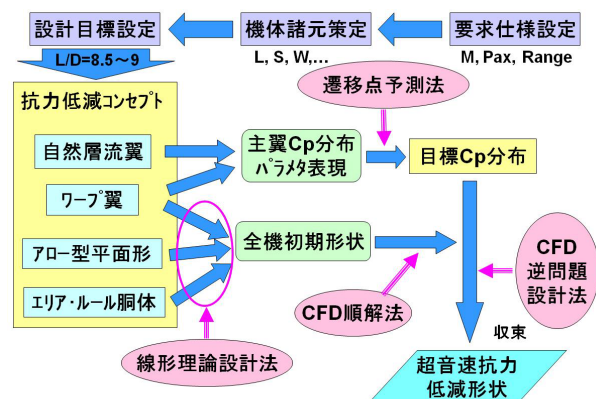 設計目標設定
機体諸元策定
要求仕様設定
L/D=8.5～9
L, S, W,...
M, Pax, Range
抗力低減コンセプト
遷移点予測法
自然層流翼
主翼Cp分布
パラメタ表現
目標Cp分布
ワープ翼
全機初期形状
アロー型平面形
CFD
逆問題
設計法
エリア・ルール胴体
CFD順解法
収束
線形理論設計法
超音速抗力
低減形状